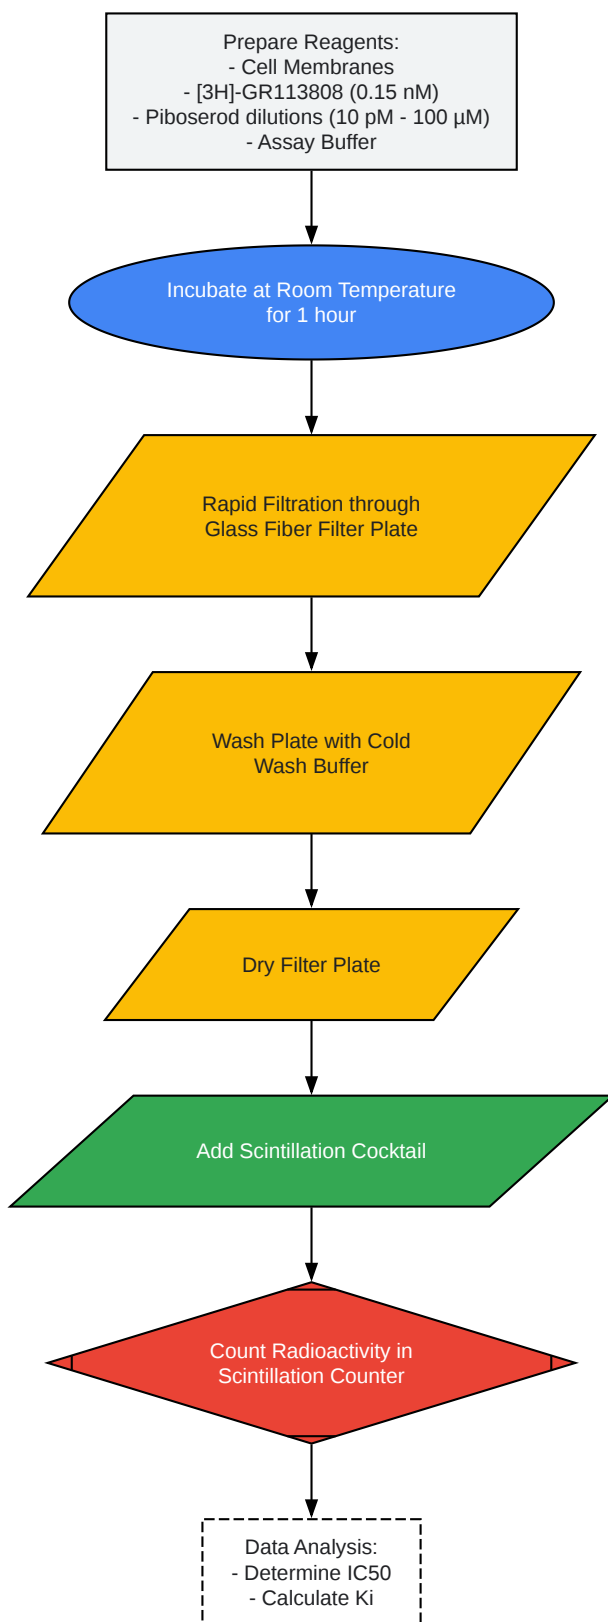 Prepare Reagents:
- Cell Membranes
- [3H]-GR113808 (0.15 nM)
- Piboserod dilutions (10 pM - 100 µM)
- Assay Buffer
Incubate at Room Temperature
for 1 hour
Rapid Filtration through
Glass Fiber Filter Plate
Wash Plate with Cold
Wash Buffer
Dry Filter Plate
Add Scintillation Cocktail
Count Radioactivity in
Scintillation Counter
Data Analysis:
- Determine IC50
- Calculate Ki